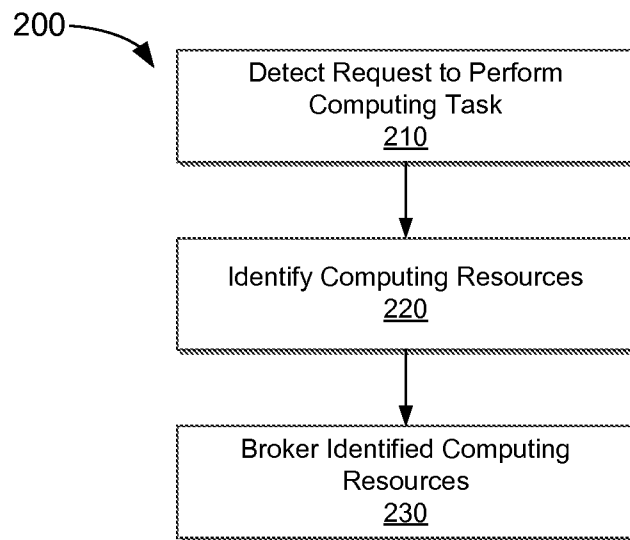 200
Detect Request to Perform
Computing Task
210
Identify Computing Resources
220
Broker Identified Computing
Resources
230